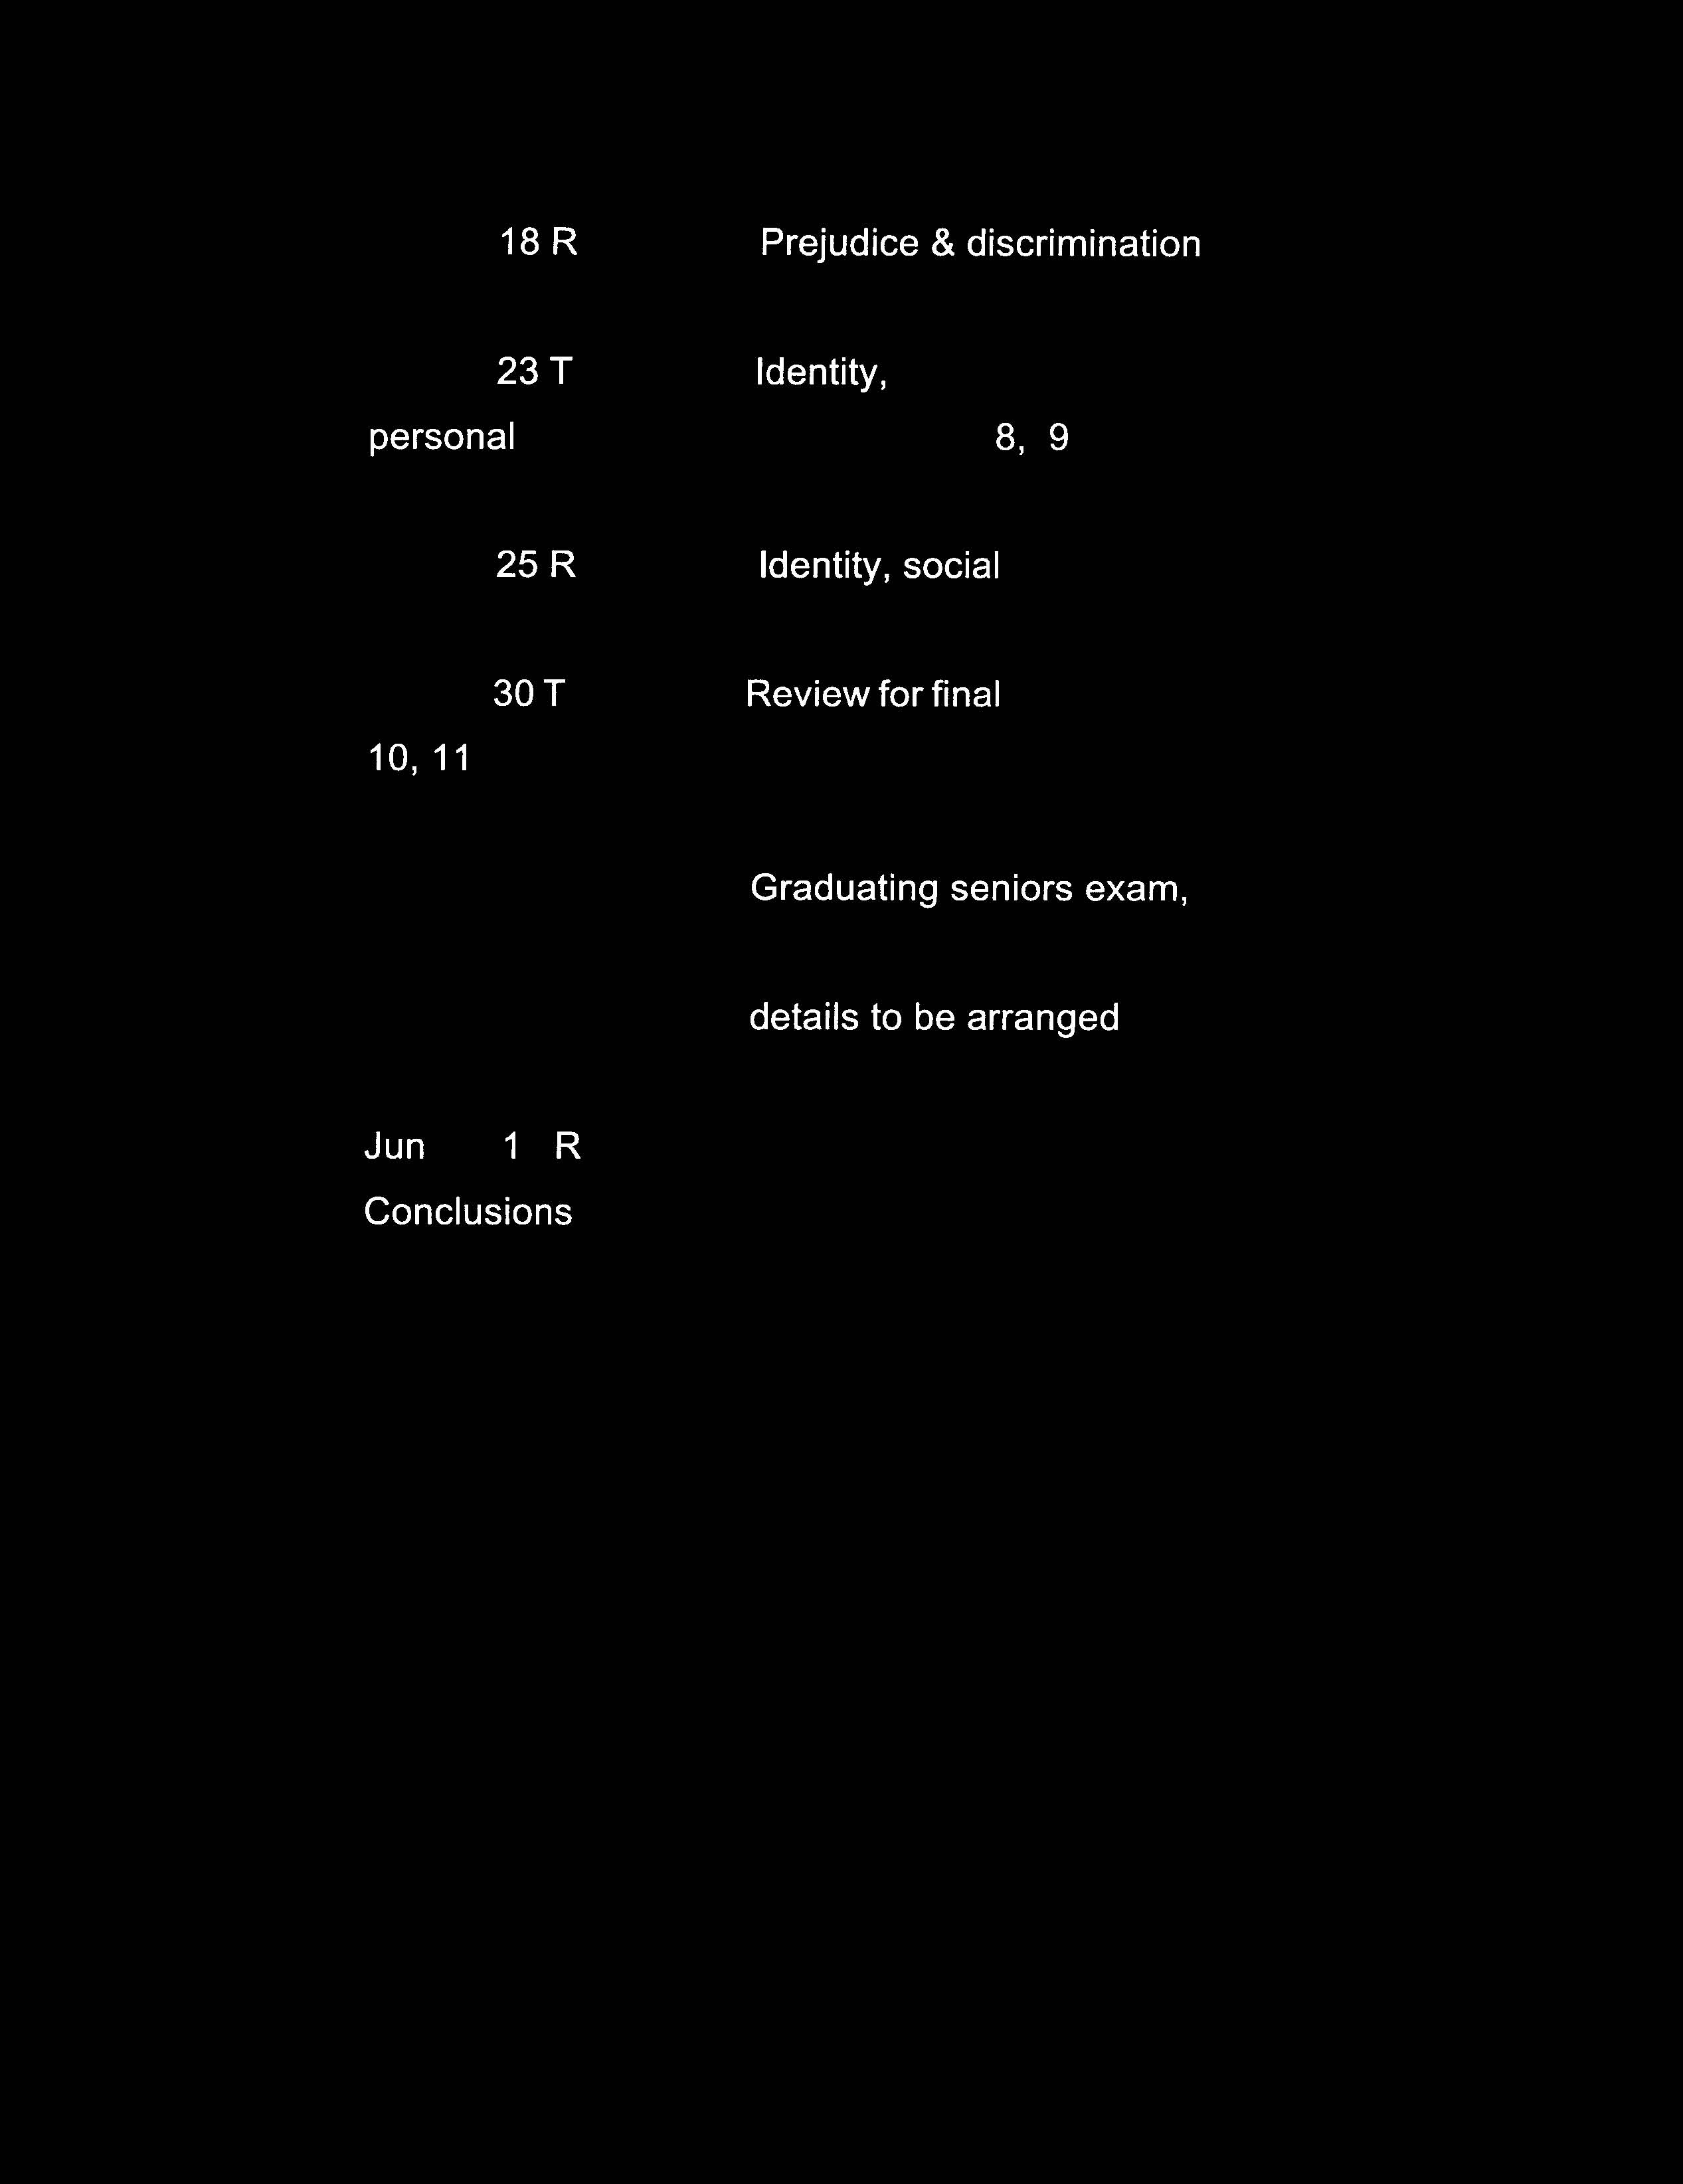 18 R Prejudice & discrimination
23 T Identity,
personal 8, 9
25 R Identity, social
30 T Review for final
10, 11
Graduating seniors exam,
details to be arranged
Jun 1 R
Conclusions